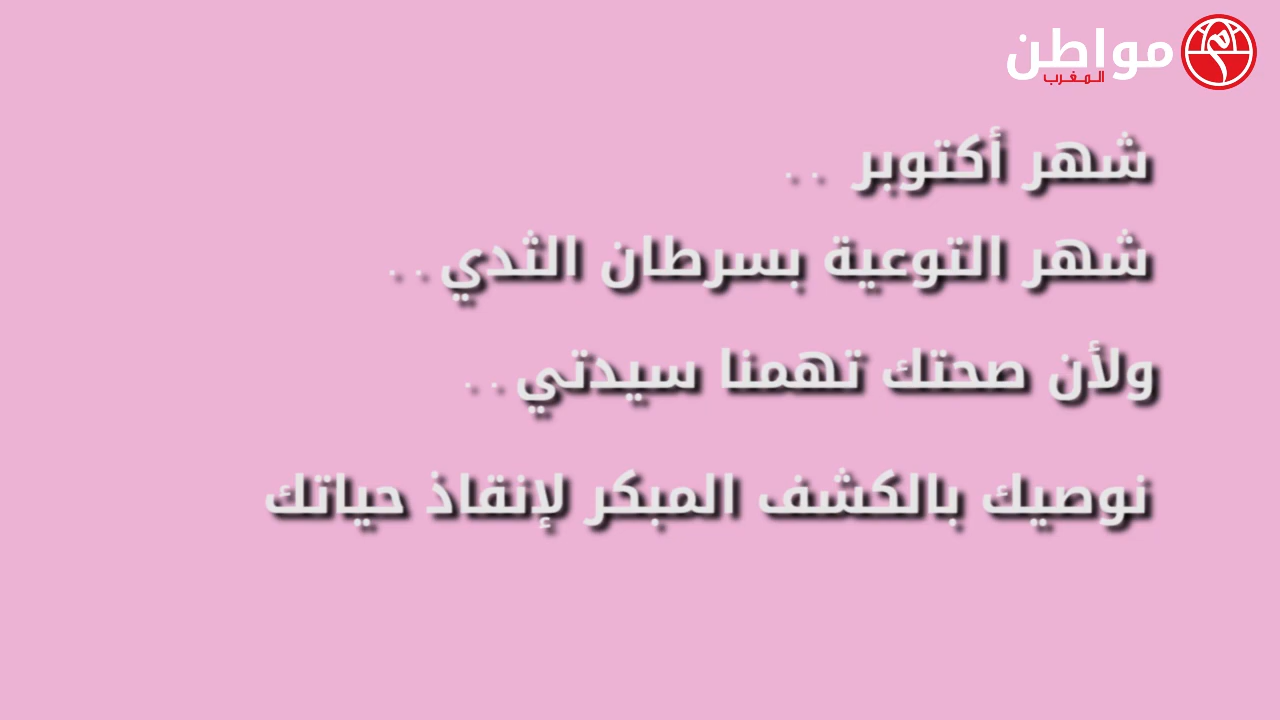 مواطن
المغرب
شهر أكتوبر . .
شهر التوعية بسرطان الثدي . .
ولأن صحتك تهمنا سيدتي . .
نوصيك بالكشف المبكر لإنقاذ حياتك